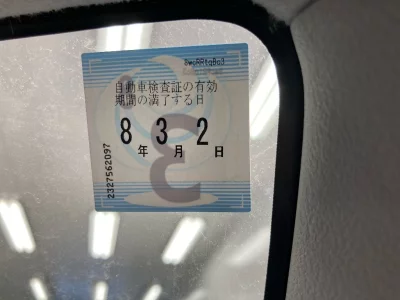 自動車検査証の有効
期間の満了する日
8 3 2
年 月 日
2327562097
3